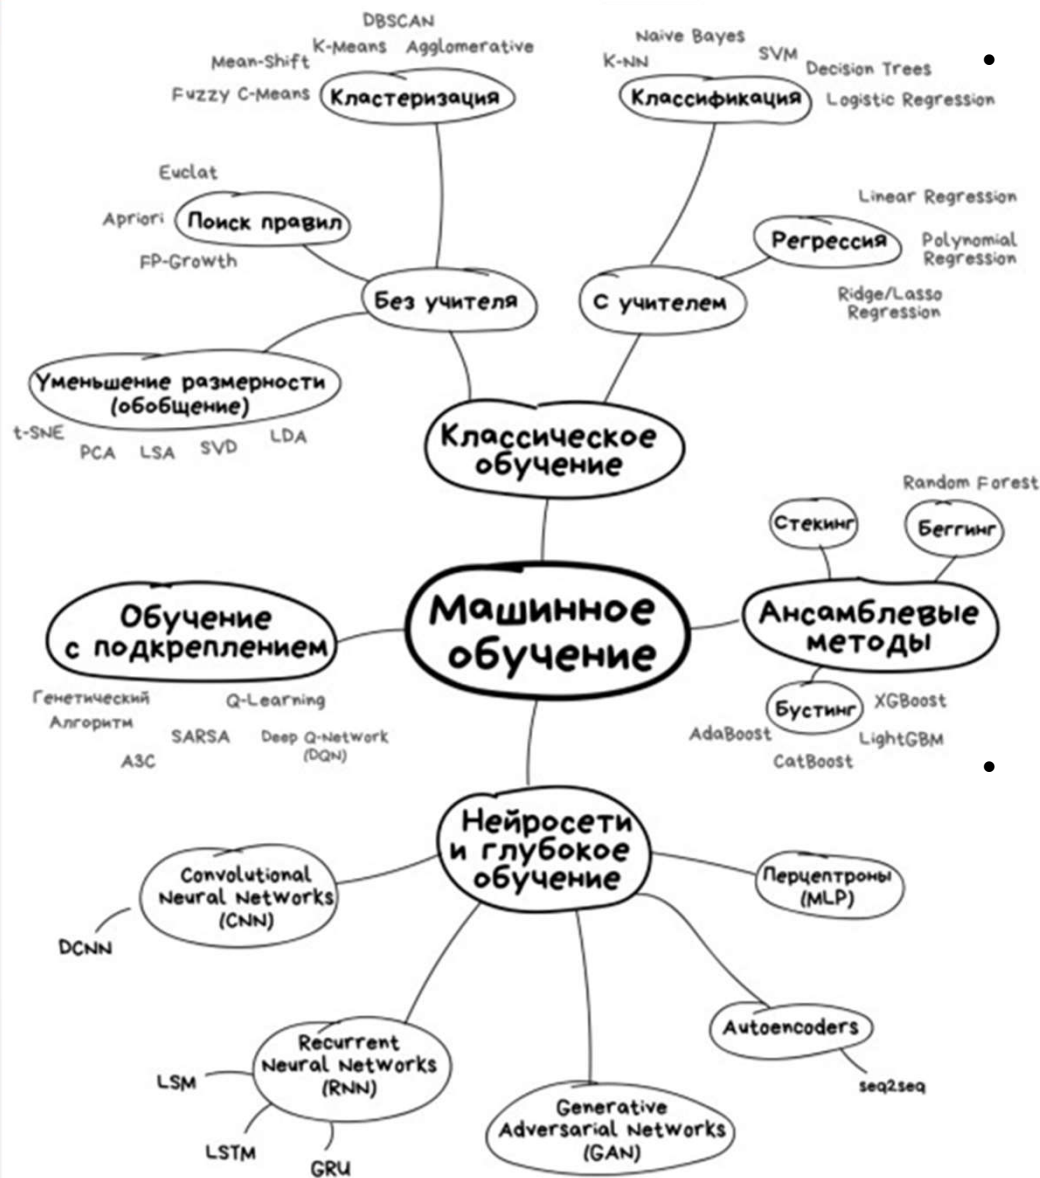 DBSCAN
K-Means Agglomerative
Mean-Shift
Fuzzy C-Means
Кластеризация
Naive Bayes
K-NN
SVM
Decision Trees
Классификация
Logistic Regression
Euclat
Apriori
Поиск правил
FP-Growth
Linear Regression
Регрессия
Polynomial
Regression
Ridge/Lasso
Regression
Без учителя
С учителем
Уменьшение размерности
(обобщение)
t-SNE
PCA
LSA
SVD
LDA
Классическое
обучение
Random Forest
Стекинг
Беггинг
Обучение
с подкреплением
Машинное
обучение
Ансамблевые
методы
Генетический
Алгоритм
Q-Learning
SARSA
Deep Q-Network
(DQN)
A3C
Бустинг
XGBoost
AdaBoost
LightGBM
CatBoost
Нейросети
и глубокое
обучение
Convolutional
Neural Networks
(CNN)
DCNN
Перцептроны
(MLP)
Autoencoders
seq2seq
Recurrent
Neural Networks
(RNN)
LSM
LSTM
GRU
Generative
Adversarial Networks
(GAN)